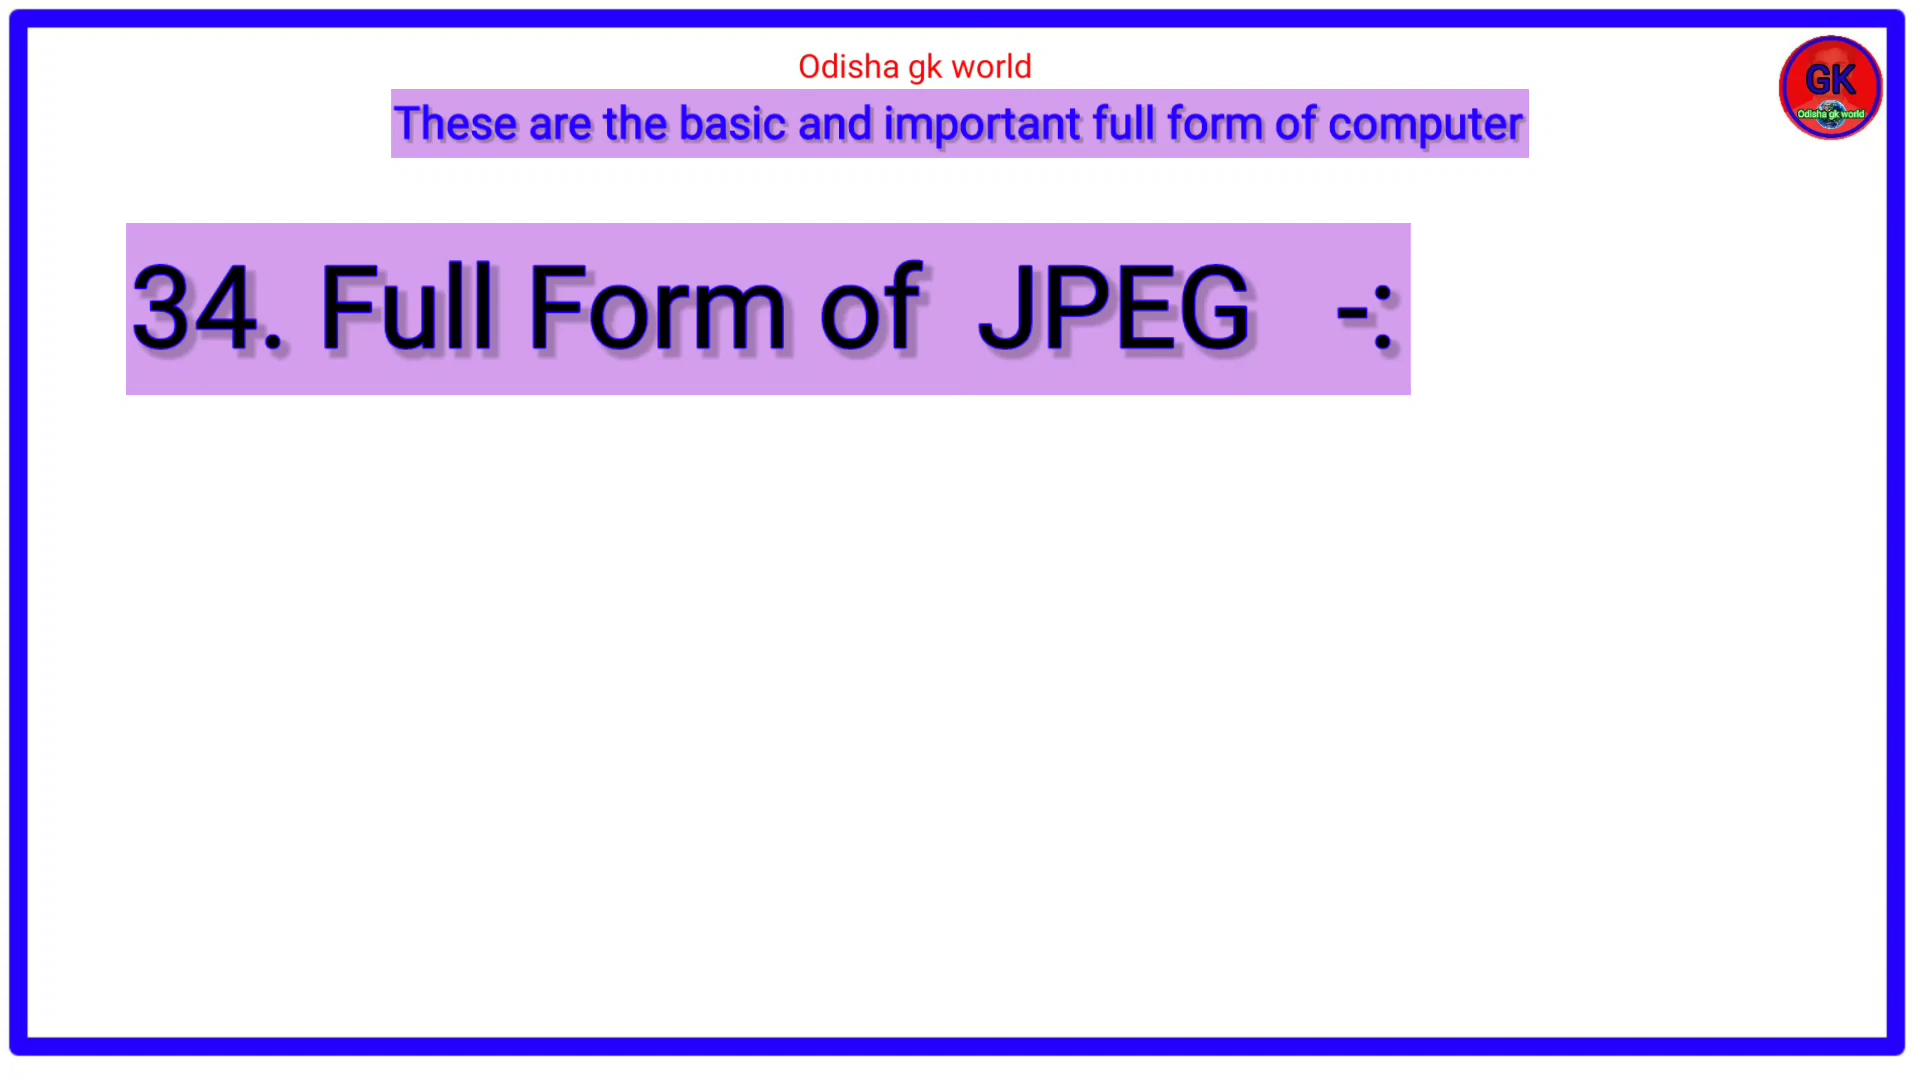 Odisha gk world
These are the basic and important full form of computer
GK
Odisha gk world
34. Full Form of JPEG -: